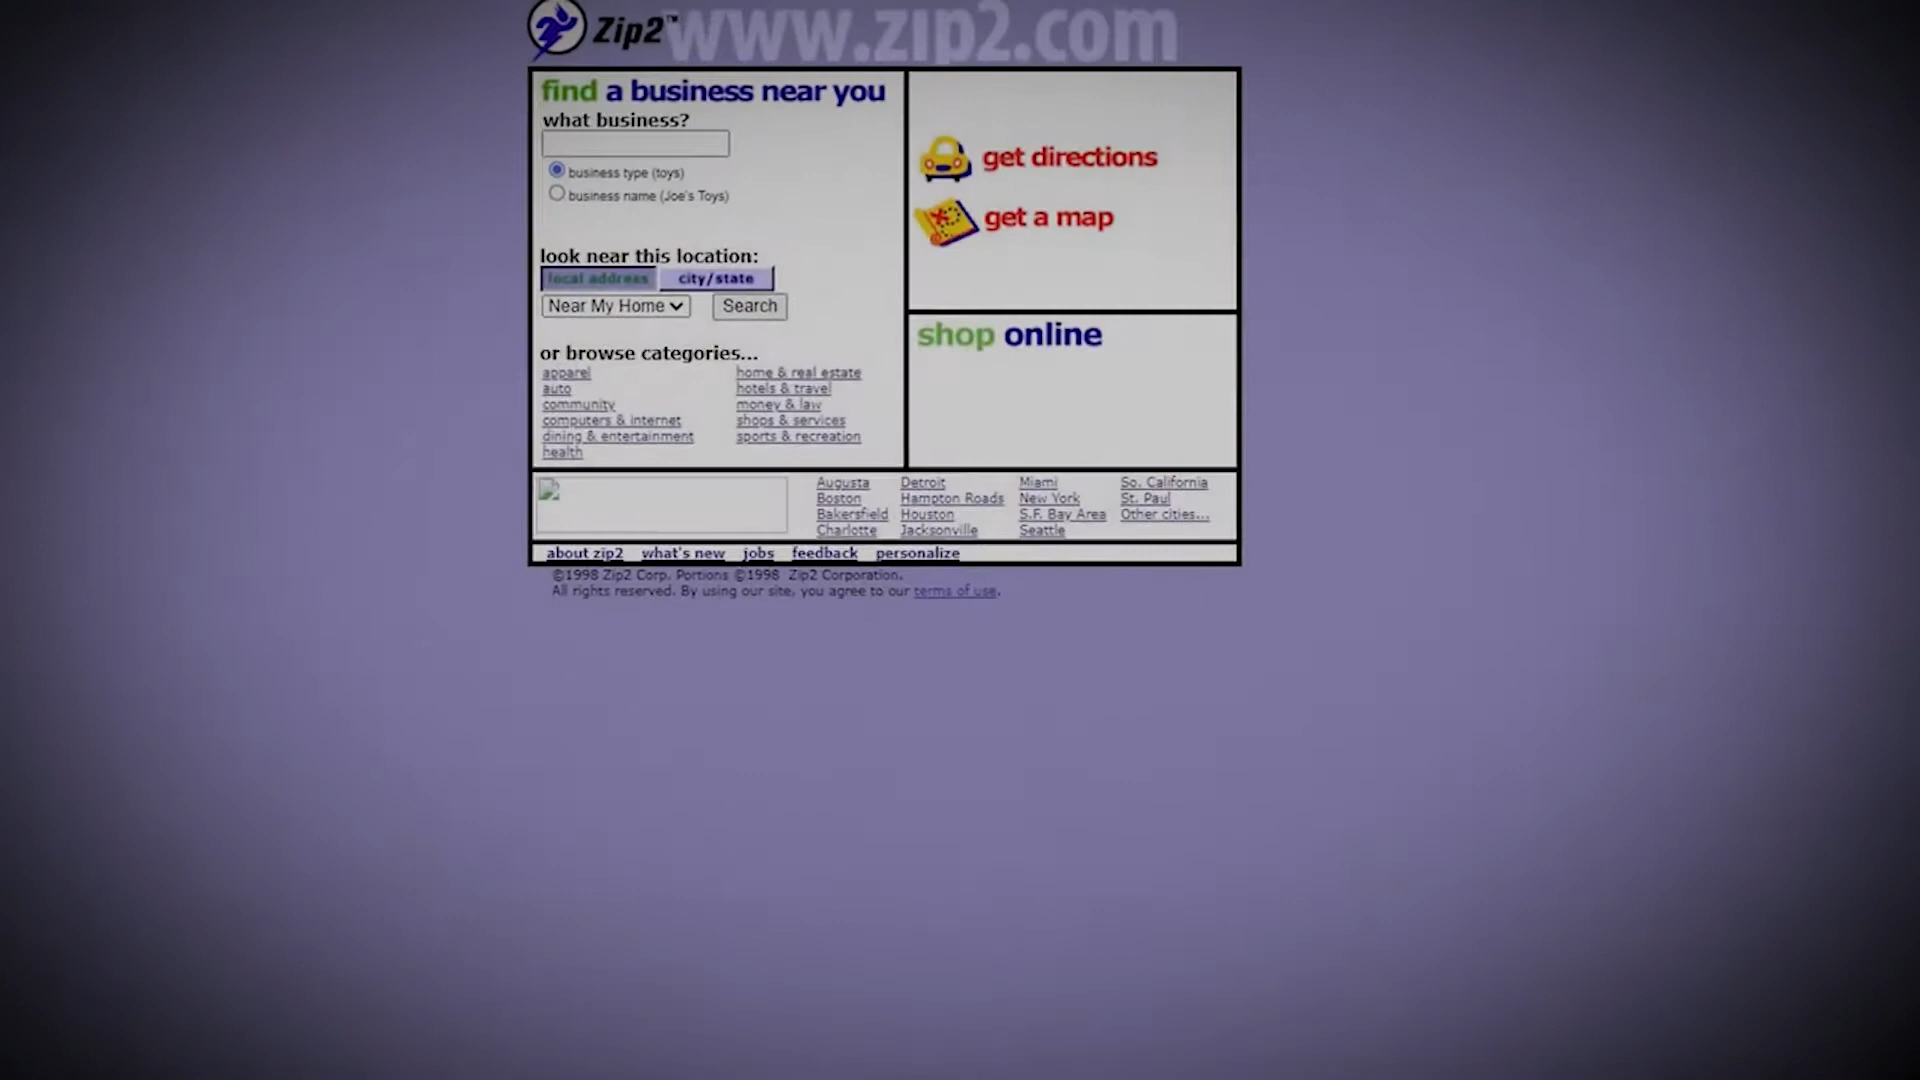 Zip2™
www.zip2.com
find a business near you
what business?
business type (toys)
business name (Joe's Toys)
look near this location:
local address city/state
Near My Home Search
or browse categories...
apparel
auto
community
computers & internet
dining & entertainment
health
home & real estate
hotels & travel
money & law
shops & services
sports & recreation
get directions
get a map
shop online
Augusta Detroit Miami So. California
Boston Hampton Roads New York St. Paul
Bakersfield Houston S.F. Bay Area Other cities...
Charlotte Jacksonville Seattle
about zip2 what's new jobs feedback personalize
©1998 Zip2 Corp. Portions ©1998 Zip2 Corporation.
All rights reserved. By using our site, you agree to our terms of use.